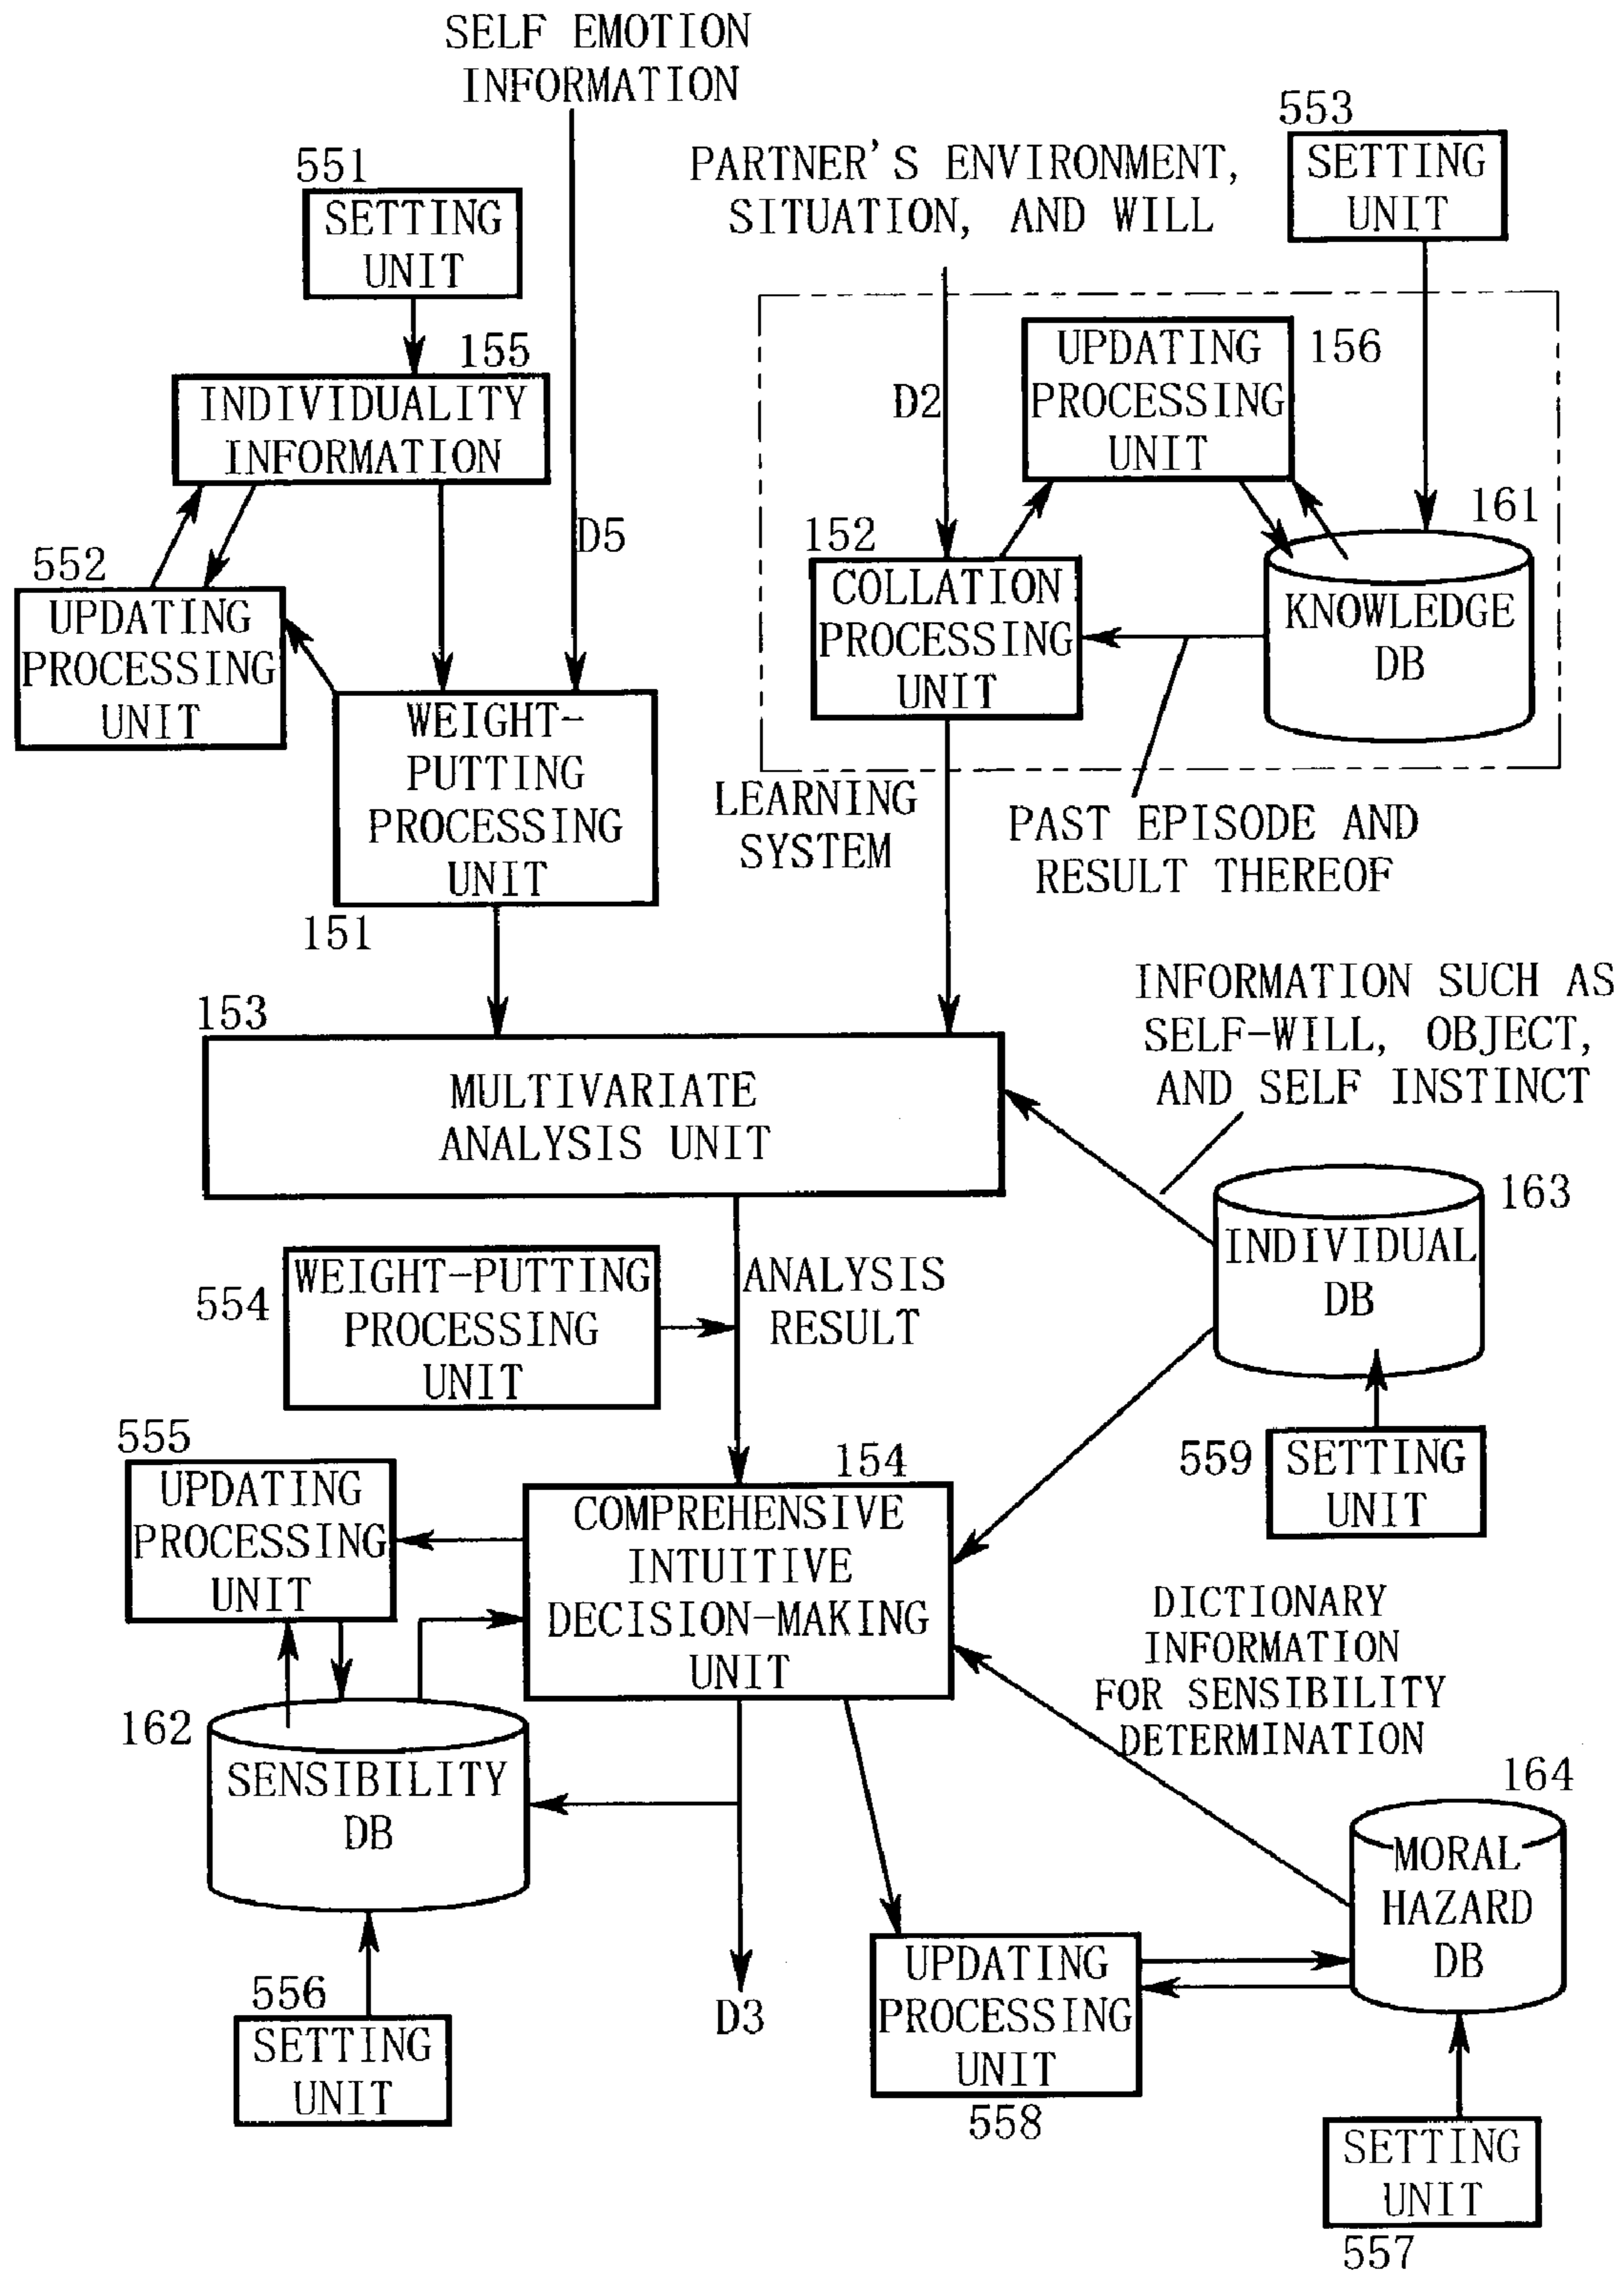 SELF EMOTION
INFORMATION
551
SETTING
UNIT
PARTNER'S ENVIRONMENT,
SITUATION, AND WILL
553
SETTING
UNIT
155
INDIVIDUALITY
INFORMATION
D5
D2
UPDATING
PROCESSING
UNIT
156
552
UPDATING
PROCESSING
UNIT
152
COLLATION
PROCESSING
UNIT
161
KNOWLEDGE
DB
WEIGHT-
PUTTING
PROCESSING
UNIT
151
LEARNING
SYSTEM
PAST EPISODE AND
RESULT THEREOF
153
MULTIVARIATE
ANALYSIS UNIT
INFORMATION SUCH AS
SELF-WILL, OBJECT,
AND SELF INSTINCT
163
INDIVIDUAL
DB
554
WEIGHT-PUTTING
PROCESSING
UNIT
ANALYSIS
RESULT
559
SETTING
UNIT
555
UPDATING
PROCESSING
UNIT
154
COMPREHENSIVE
INTUITIVE
DECISION-MAKING
UNIT
DICTIONARY
INFORMATION
FOR SENSIBILITY
DETERMINATION
162
SENSIBILITY
DB
164
MORAL
HAZARD
DB
556
SETTING
UNIT
D3
UPDATING
PROCESSING
UNIT
558
SETTING
UNIT
557